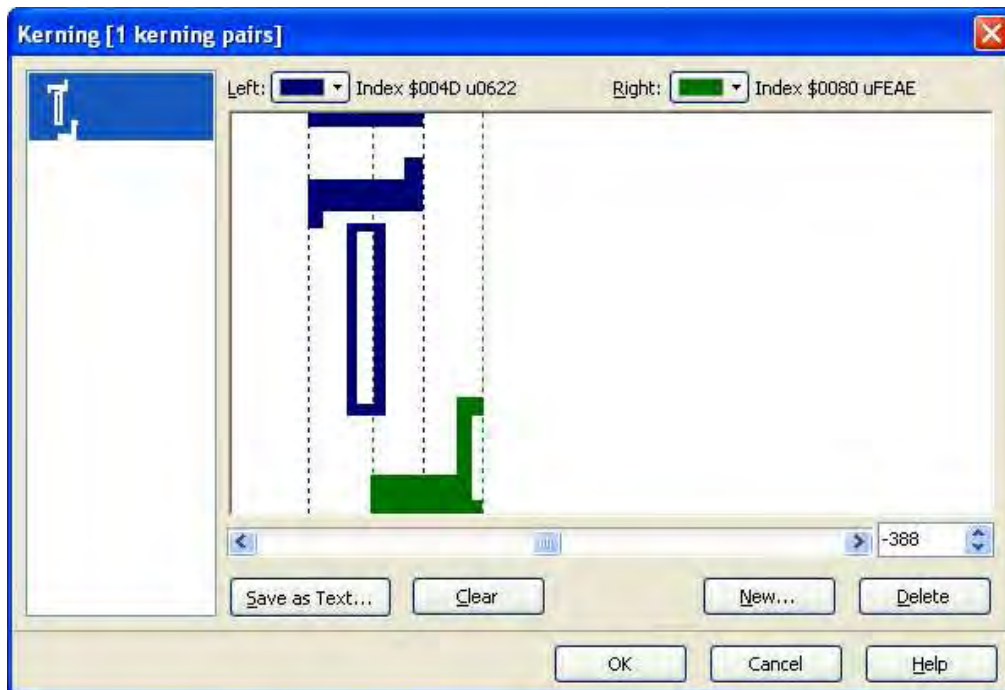 Kerning [1 kerning pairs]
Left: Index $004D u0622 Right: Index $0080 uFEAE
-388
Save as Text... Clear New... Delete
OK Cancel Help